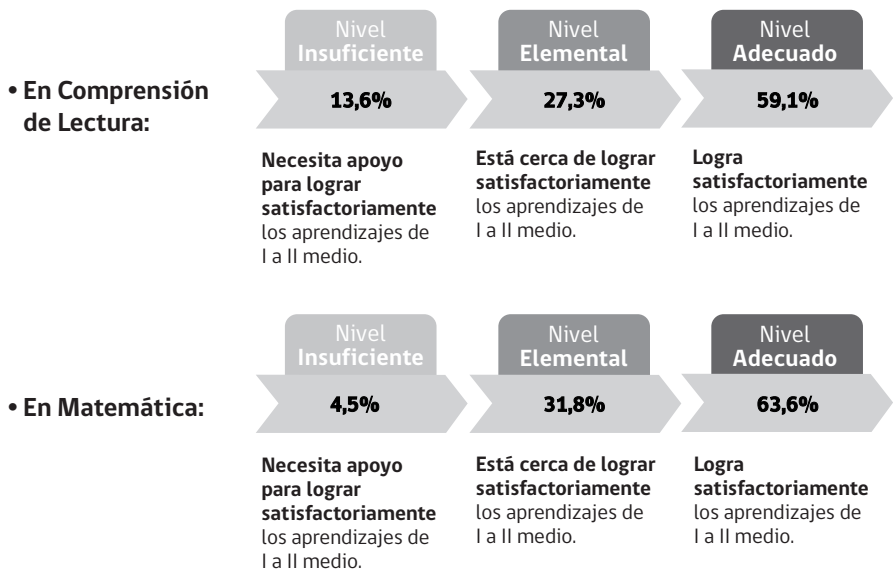 Nivel Insuficiente
Nivel Elemental
Nivel Adecuado
• En Comprensión
de Lectura:
13,6%
27,3%
59,1%
Necesita apoyo
para lograr
satisfactoriamente
los aprendizajes de
I a II medio.
Está cerca de lograr
satisfactoriamente
los aprendizajes de
I a II medio.
Logra
satisfactoriamente
los aprendizajes de
I a II medio.
Nivel Insuficiente
Nivel Elemental
Nivel Adecuado
• En Matemática:
4,5%
31,8%
63,6%
Necesita apoyo
para lograr
satisfactoriamente
los aprendizajes de
I a II medio.
Está cerca de lograr
satisfactoriamente
los aprendizajes de
I a II medio.
Logra
satisfactoriamente
los aprendizajes de
I a II medio.